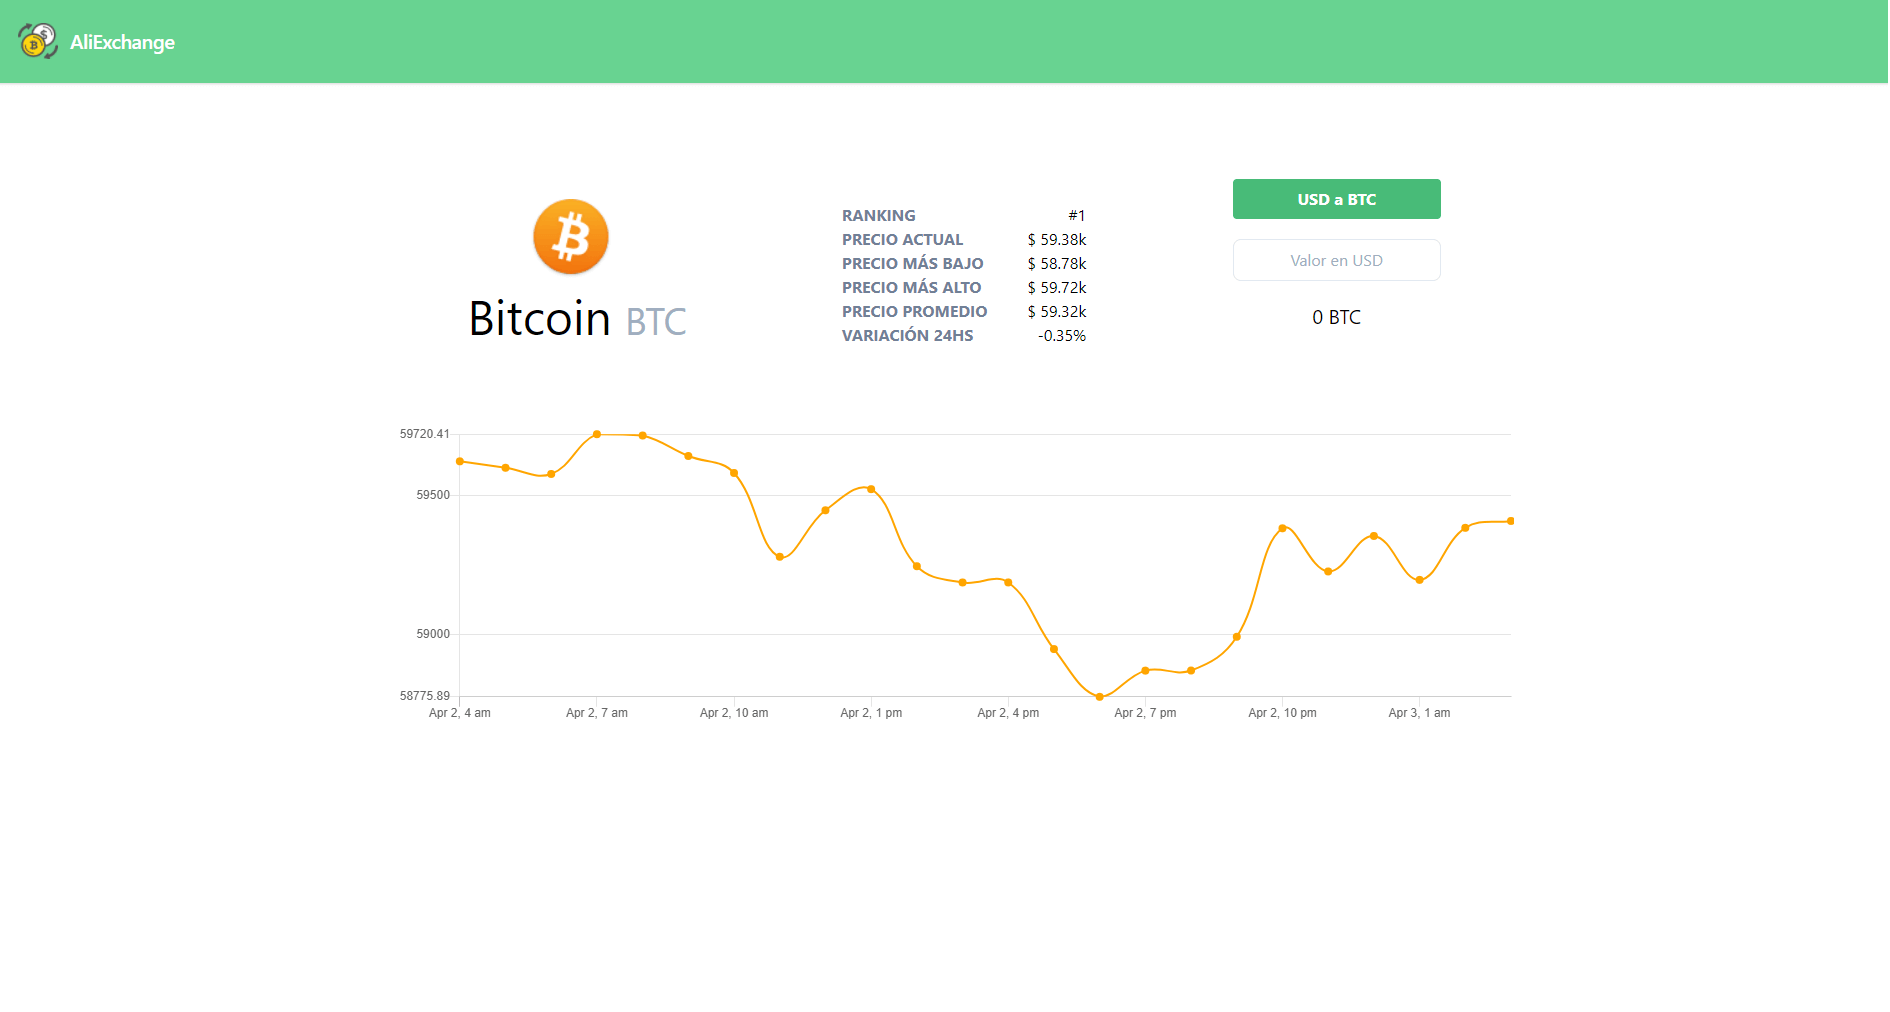 AliExchange
Bitcoin BTC
RANKING #1
PRECIO ACTUAL $ 59.38k
PRECIO MÁS BAJO $ 58.78k
PRECIO MÁS ALTO $ 59.72k
PRECIO PROMEDIO $ 59.32k
VARIACIÓN 24HS -0.35%
USD a BTC
Valor en USD
0 BTC
59720.41
59500
59000
58775.89
Apr 2, 4 am Apr 2, 7 am Apr 2, 10 am Apr 2, 1 pm Apr 2, 4 pm Apr 2, 7 pm Apr 2, 10 pm Apr 3, 1 am